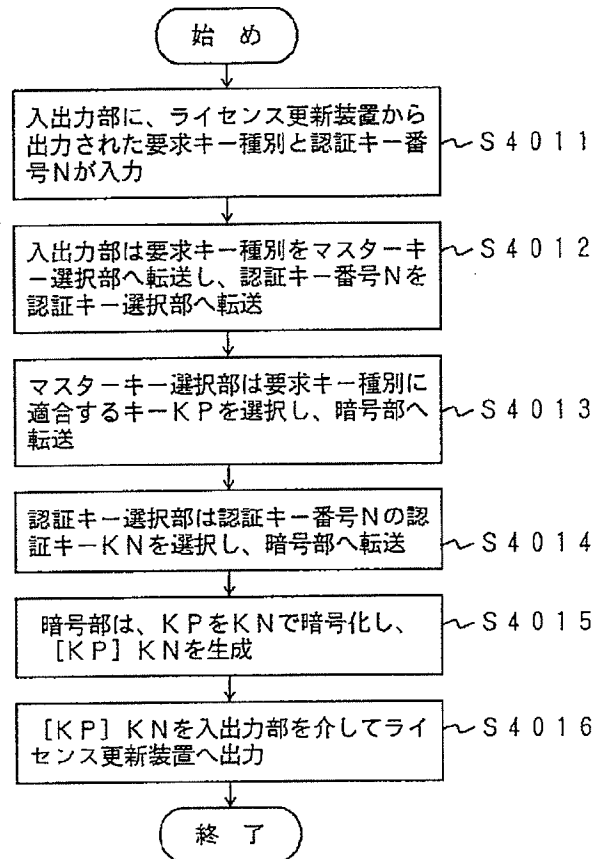 始　め
入出力部に、ライセンス更新装置から
出力された要求キー種別と認証キー番
号Nが入力
S4011
入出力部は要求キー種別をマスターキ
ー選択部へ転送し、認証キー番号Nを
認証キー選択部へ転送
S4012
マスターキー選択部は要求キー種別に
適合するキーKPを選択し、暗号部へ
転送
S4013
認証キー選択部は認証キー番号Nの認
証キーKNを選択し、暗号部へ転送
S4014
暗号部は、KPをKNで暗号化し、
[KP] KNを生成
S4015
[KP] KNを入出力部を介してライ
センス更新装置へ出力
S4016
終　了